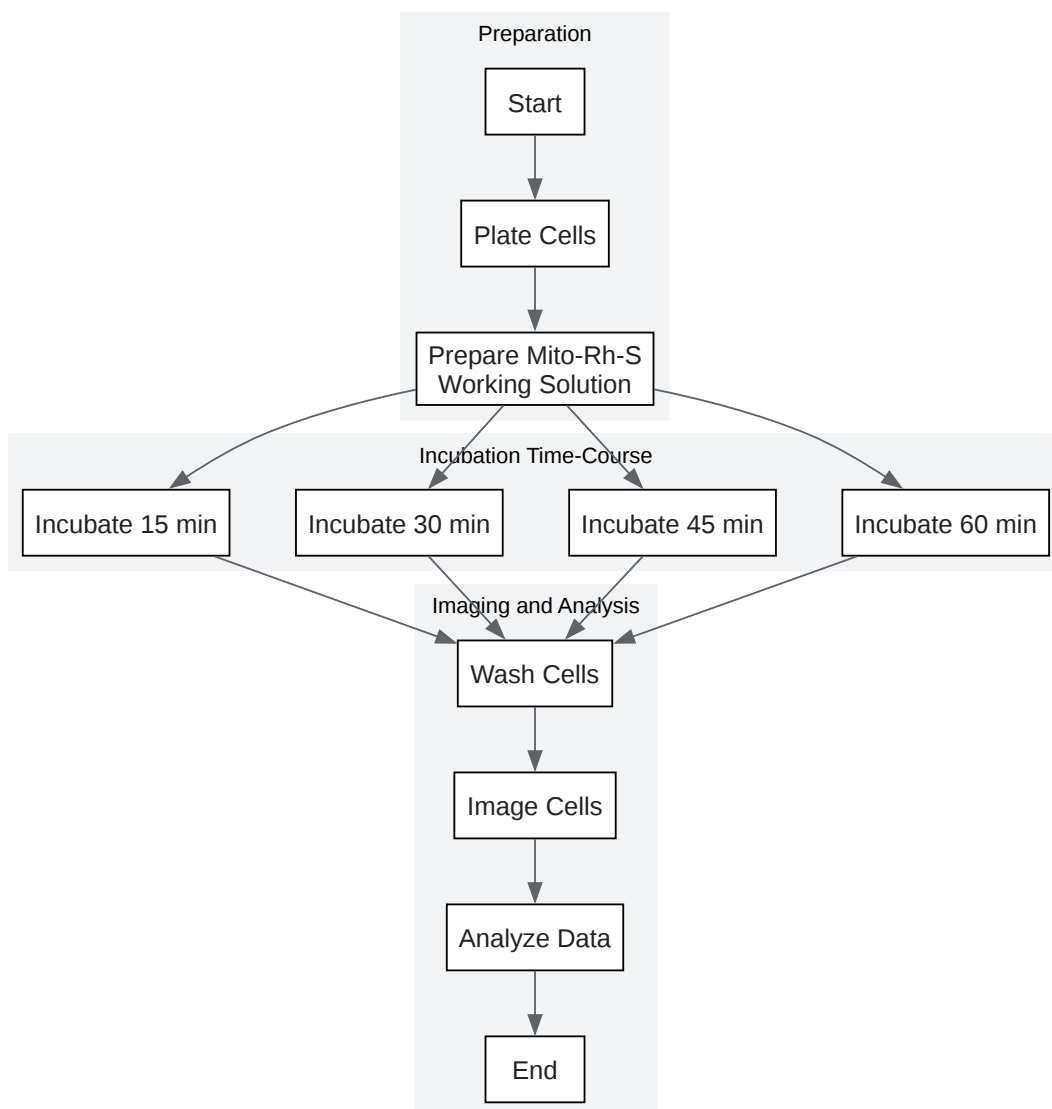 Preparation
Start
Plate Cells
Prepare Mito-Rh-S
Working Solution
Incubation Time-Course
Incubate 15 min
Incubate 30 min
Incubate 45 min
Incubate 60 min
Imaging and Analysis
Wash Cells
Image Cells
Analyze Data
End